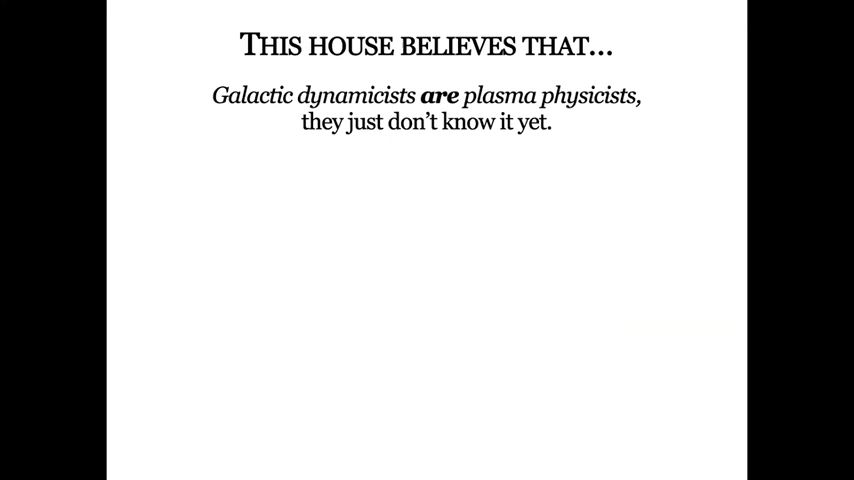 THIS HOUSE BELIEVES THAT...
Galactic dynamicists are plasma physicists,
they just don't know it yet.